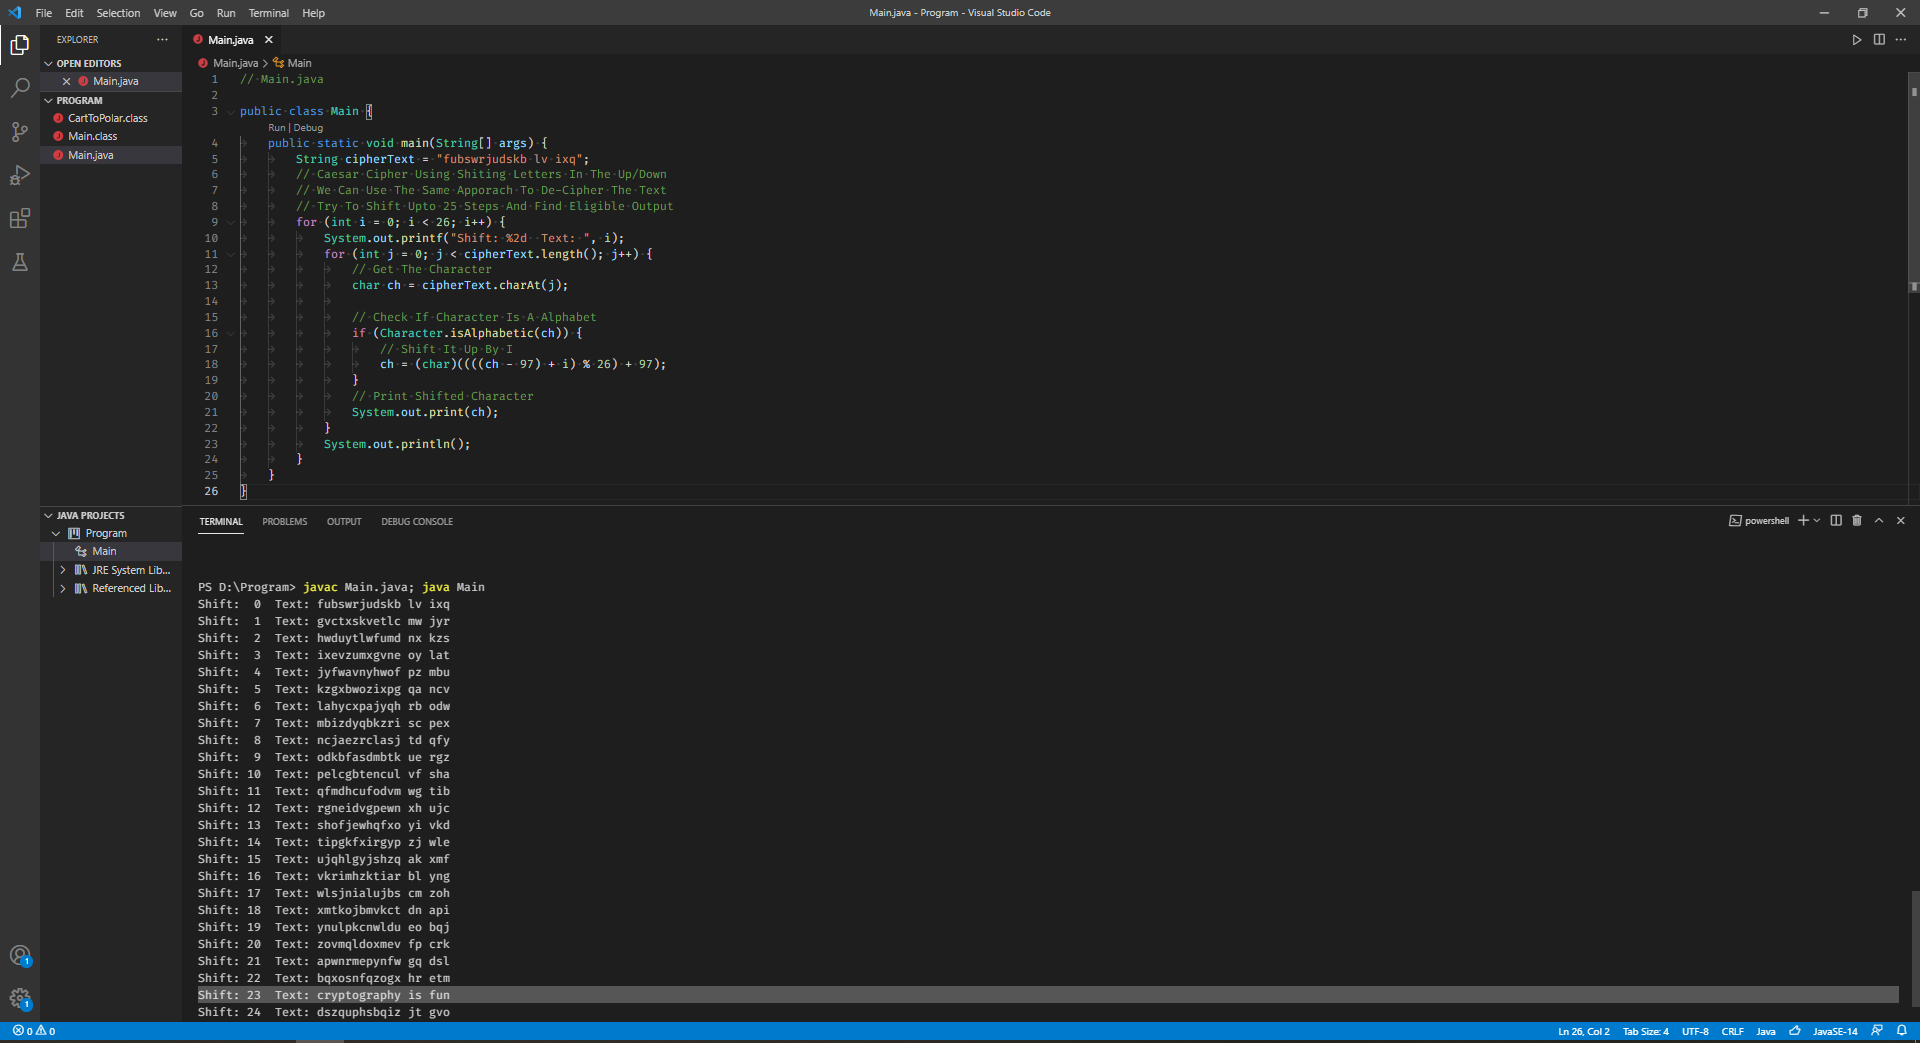 File Edit Selection View Go Run Terminal Help
Main.java - Program - Visual Studio Code
EXPLORER
OPEN EDITORS
Main.java
PROGRAM
CartToPolar.class
Main.class
Main.java
JAVA PROJECTS
Program
Main
JRE System Lib...
Referenced Lib...
1
1
Main.java
Main.java > Main
1 // Main.java
2
3 public class Main {
Run | Debug
4 public static void main(String[] args) {
5 String cipherText = "fubswrjudskb lv ixq";
6 // Caesar Cipher Using Shiting Letters In The Up/Down
7 // We Can Use The Same Apporach To De-Cipher The Text
8 // Try To Shift Upto 25 Steps And Find Eligible Output
9 for (int i = 0; i < 26; i++) {
10 System.out.printf("Shift: %2d  Text: ", i);
11 for (int j = 0; j < cipherText.length(); j++) {
12 // Get The Character
13 char ch = cipherText.charAt(j);
14
15 // Check If Character Is A Alphabet
16 if (Character.isAlphabetic(ch)) {
17 // Shift It Up By I
18 ch = (char)((((ch - 97) + i) % 26) + 97);
19 }
20 // Print Shifted Character
21 System.out.print(ch);
22 }
23 System.out.println();
24 }
25 }
26 }
TERMINAL PROBLEMS OUTPUT DEBUG CONSOLE
powershell
PS D:\Program> javac Main.java; java Main
Shift:  0  Text: fubswrjudskb lv ixq
Shift:  1  Text: gvctxskvetlc mw jyr
Shift:  2  Text: hwduytlwfumd nx kzs
Shift:  3  Text: ixevzumxgvne oy lat
Shift:  4  Text: jyfwavnyhwof pz mbu
Shift:  5  Text: kzgxbwozixpg qa ncv
Shift:  6  Text: lahycxpajyqh rb odw
Shift:  7  Text: mbizdyqbkzri sc pex
Shift:  8  Text: ncjaezrclasj td qfy
Shift:  9  Text: odkbfasdmbtk ue rgz
Shift: 10  Text: pelcgbtencul vf sha
Shift: 11  Text: qfmdhcufodvm wg tib
Shift: 12  Text: rgneidvgpewn xh ujc
Shift: 13  Text: shofjewhqfxo yi vkd
Shift: 14  Text: tipgkfxirgyp zj wle
Shift: 15  Text: ujqhlgyjshzq ak xmf
Shift: 16  Text: vkrimhzktiar bl yng
Shift: 17  Text: wlsjnialujbs cm zoh
Shift: 18  Text: xmtkojbmvkct dn api
Shift: 19  Text: ynulpkcnwldu eo bqj
Shift: 20  Text: zovmqldoxmev fp crk
Shift: 21  Text: apwnrmepynfw gq dsl
Shift: 22  Text: bqxosnfqzogx hr etm
Shift: 23  Text: cryptography is fun
Shift: 24  Text: dszquphsbqiz jt gvo
0 0
Ln 26, Col 2 Tab Size: 4 UTF-8 CRLF Java JavaSE-14